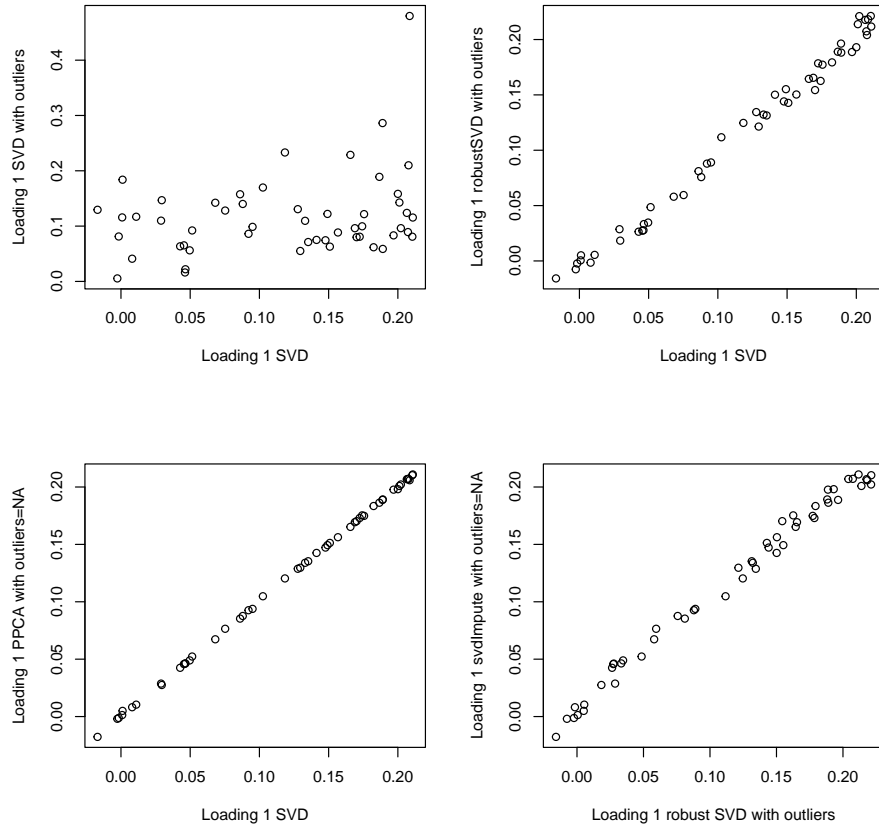 Loading 1 SVD with outliers
0.4
0.3
0.2
0.1
0.0
0.00 0.05 0.10 0.15 0.20
Loading 1 SVD
Loading 1 robustSVD with outliers
0.20
0.15
0.10
0.05
0.00
0.00 0.05 0.10 0.15 0.20
Loading 1 SVD
Loading 1 PPCA with outliers=NA
0.20
0.15
0.10
0.05
0.00
0.00 0.05 0.10 0.15 0.20
Loading 1 SVD
Loading 1 svdImpute with outliers=NA
0.20
0.15
0.10
0.05
0.00
0.00 0.05 0.10 0.15 0.20
Loading 1 robust SVD with outliers